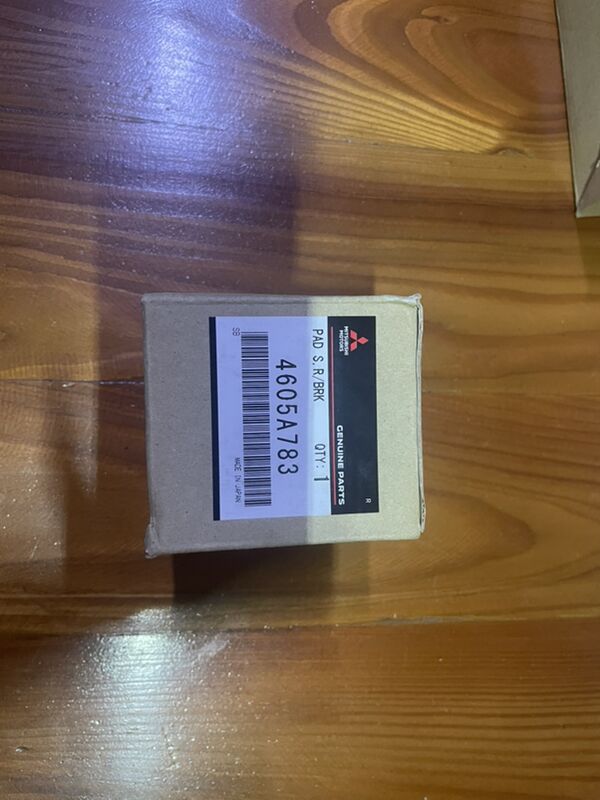 MITSUBISHI
MOTORS
GENUINE PARTS
R
PAD S.R/BRK QTY: 1
4605A783
SB
MADE IN JAPAN